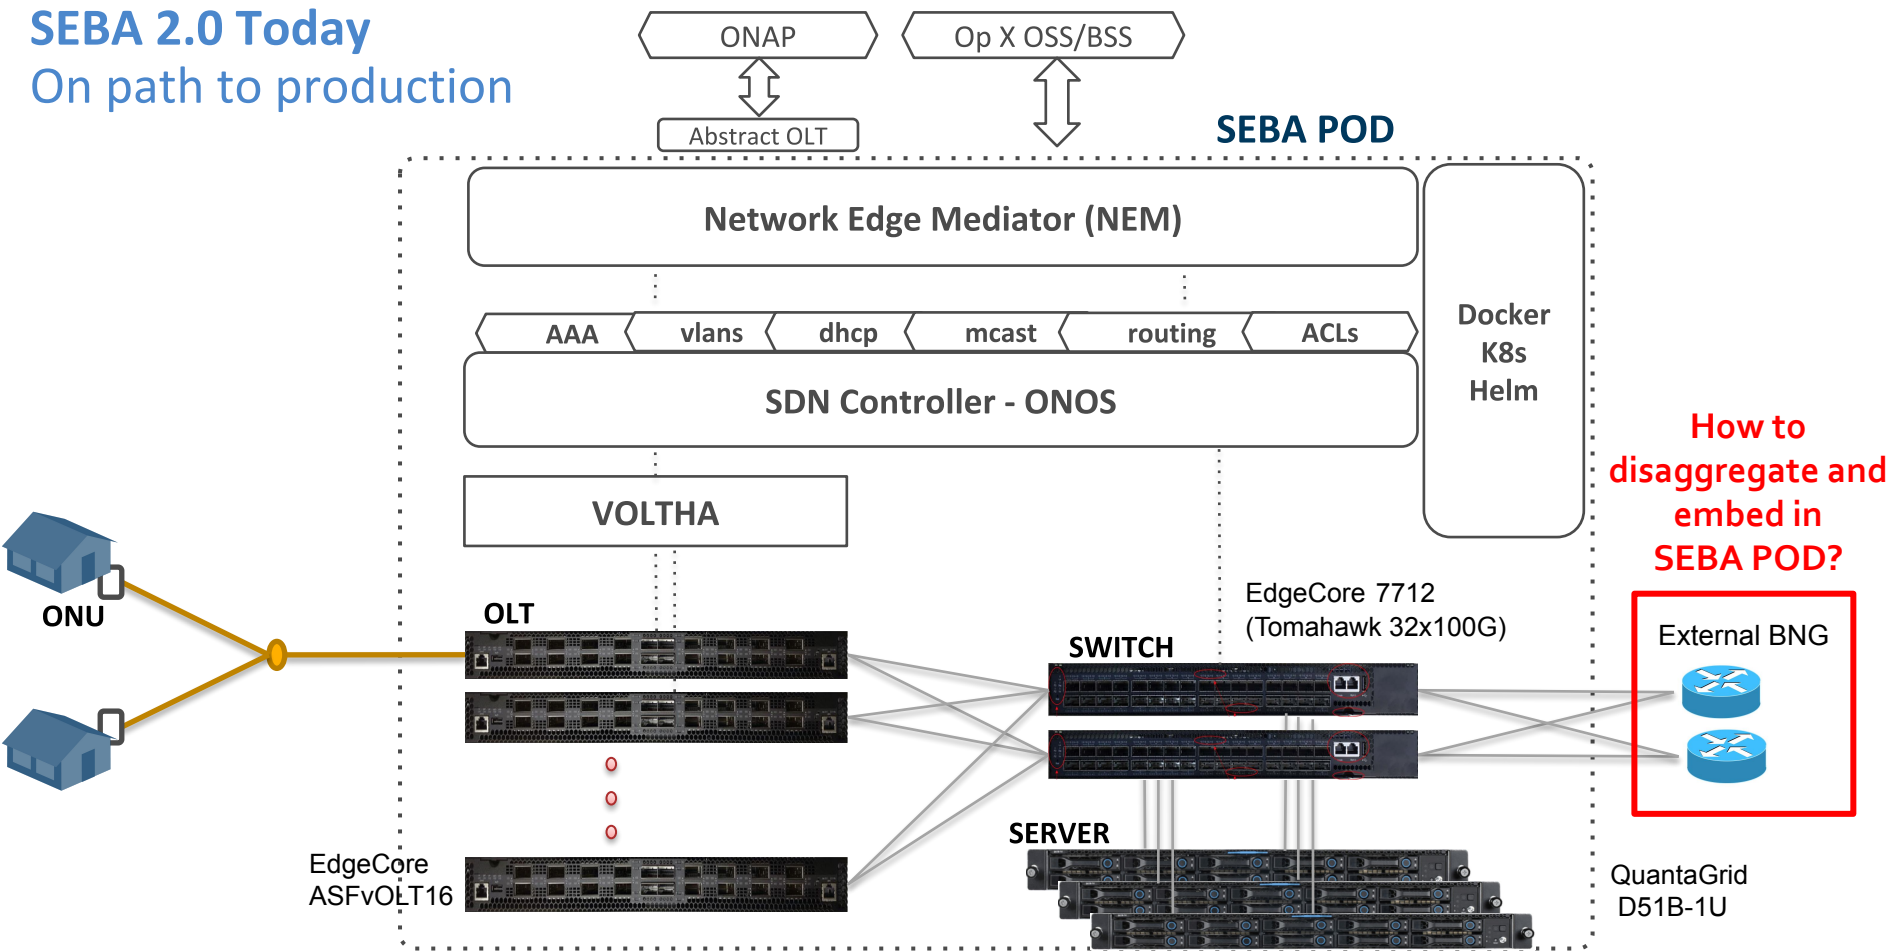 SEBA 2.0 Today
On path to production
ONAP
Op X OSS/BSS
Abstract OLT
SEBA POD
Network Edge Mediator (NEM)
AAA
vlans
dhcp
mcast
routing
ACLs
SDN Controller - ONOS
Docker
K8s
Helm
VOLTHA
How to
disaggregate and
embed in
SEBA POD?
ONU
OLT
EdgeCore 7712
(Tomahawk 32x100G)
SWITCH
External BNG
SERVER
EdgeCore
ASFvOLT16
QuantaGrid
D51B-1U